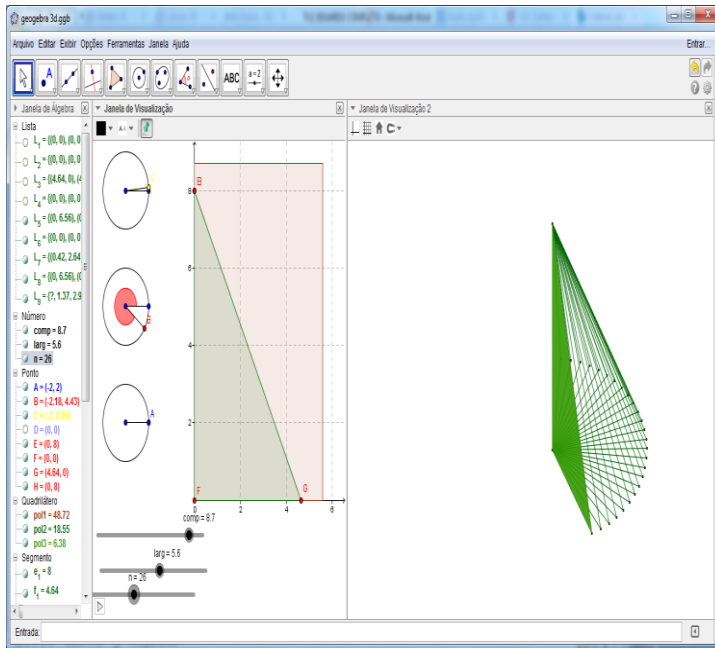 geogebra 3d.ggb
Arquivo Editar Exibir Opções Ferramentas Janela Ajuda
Entrar...
A
ABC
a=2
Janela de Álgebra
Janela de Visualização
Janela de Visualização 2
Lista
L1 = {(0, 0), (0, 0
L2 = {(0, 0), (0, 0
L3 = {(4.64, 0), (4
L4 = {(0, 0), (0, 0
L5 = {(0, 6.56), (0
L6 = {(0, 0), (0, 0
L7 = {(0.42, 2.64
L8 = {(0, 6.56), (0
L9 = {?, 1.37, 2.9
Número
comp = 8.7
larg = 5.6
n = 26
Ponto
A = (-2, 2)
B = (-2.18, 4.43)
D = (0, 0)
E = (0, 8)
F = (0, 0)
G = (4.64, 0)
H = (0, 8)
Quadrilátero
pol1 = 48.72
pol2 = 18.55
pol3 = 6.38
Segmento
e1 = 8
f1 = 4.64
C
B
A
8
6
4
2
0
2
4
6
F
G
comp = 8.7
larg = 5.6
n = 26
Entrada: